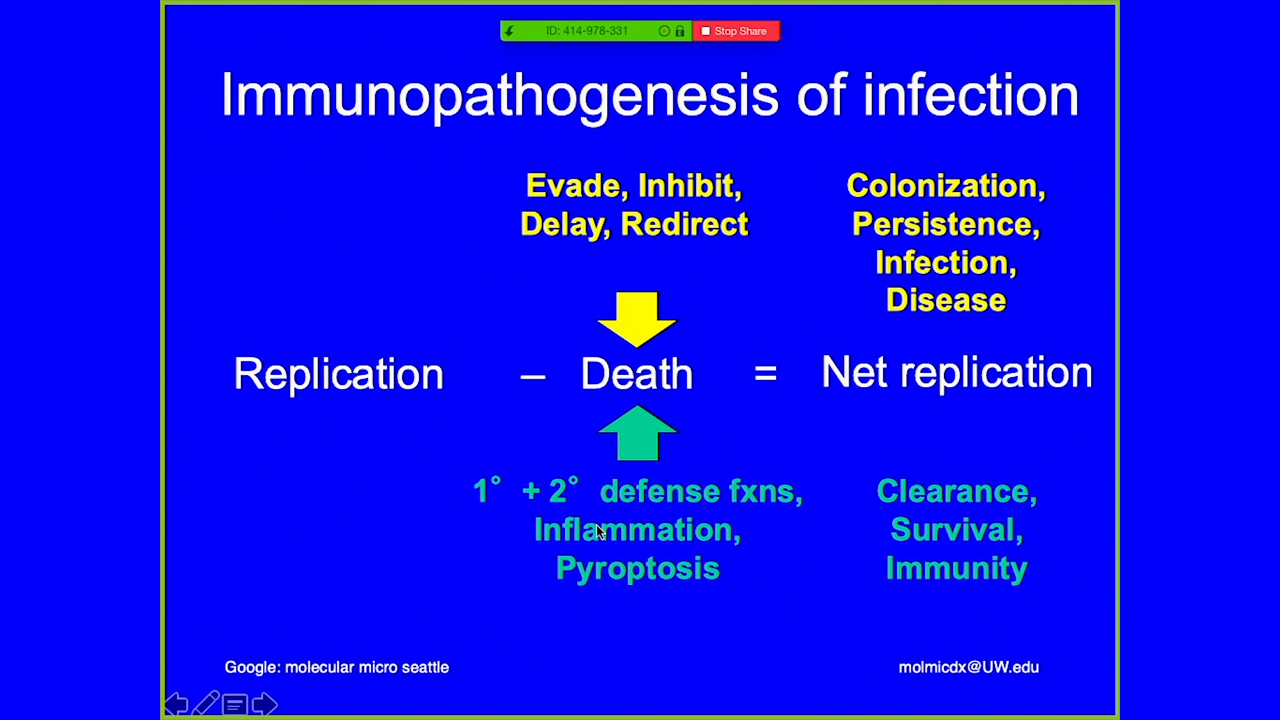 ID: 414-978-331
Stop Share
Immunopathogenesis of infection
Evade, Inhibit,
Delay, Redirect
Colonization,
Persistence,
Infection,
Disease
Replication – Death = Net replication
1° + 2° defense fxns,
Inflammation,
Pyroptosis
Clearance,
Survival,
Immunity
Google: molecular micro seattle
molmicdx@UW.edu